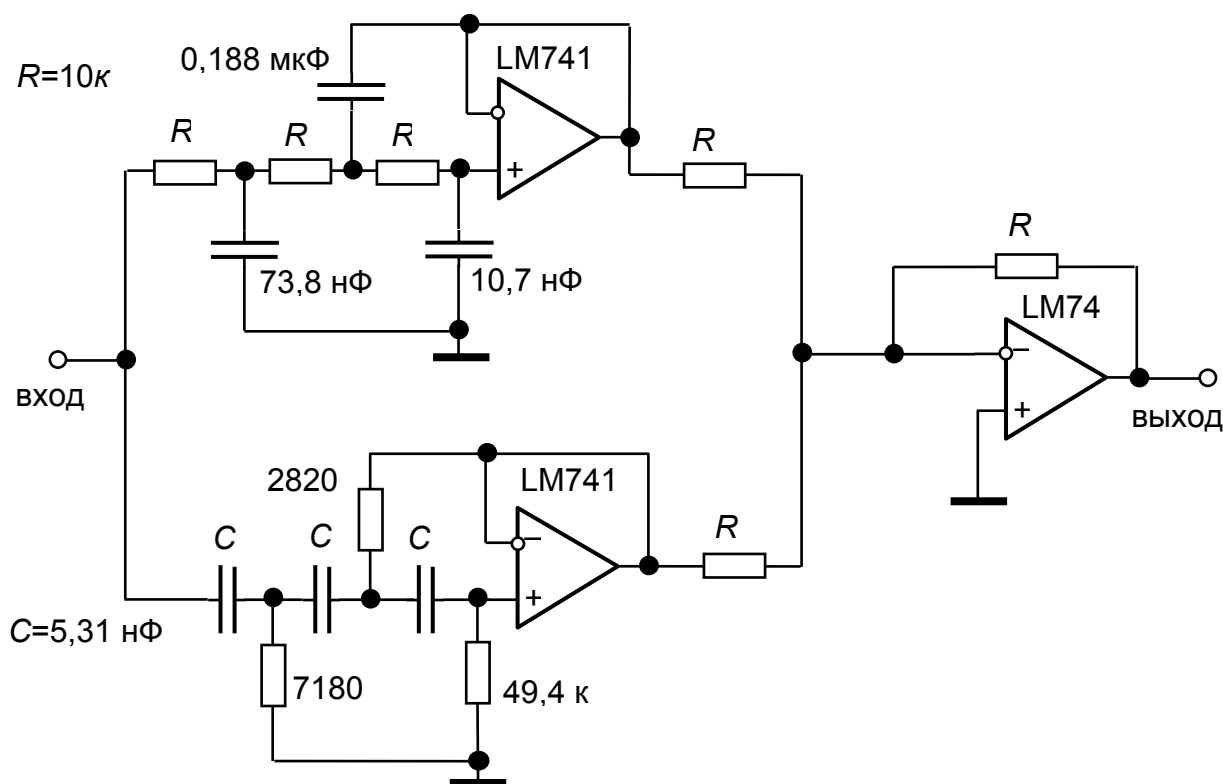 0,188 мкФ
LM741
R=10к
R
R
R
+
R
73,8 нФ
10,7 нФ
R
LM74
вход
−
+
выход
2820
LM741
C
C
C
−
R
+
C=5,31 нФ
7180
49,4 к